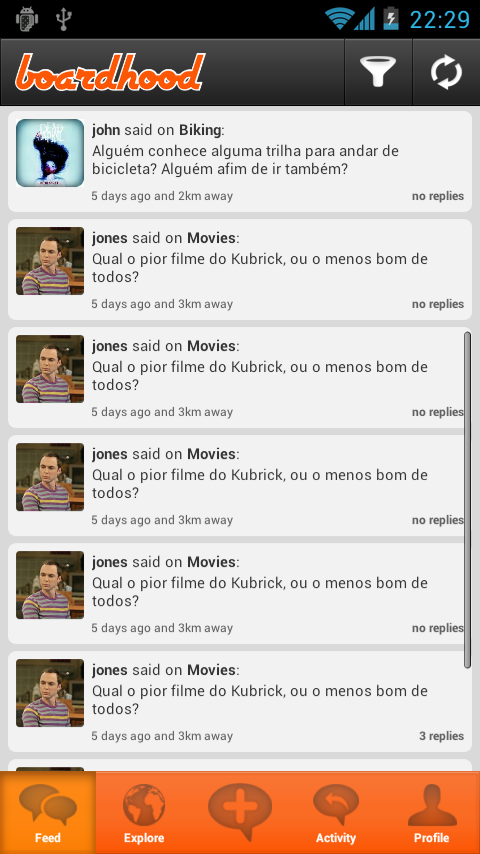 22:29
boardhood
john said on Biking:
Alguém conhece alguma trilha para andar de
bicicleta? Alguém afim de ir também?
5 days ago and 2km away no replies
jones said on Movies:
Qual o pior filme do Kubrick, ou o menos bom de
todos?
5 days ago and 3km away no replies
jones said on Movies:
Qual o pior filme do Kubrick, ou o menos bom de
todos?
5 days ago and 3km away no replies
jones said on Movies:
Qual o pior filme do Kubrick, ou o menos bom de
todos?
5 days ago and 3km away no replies
jones said on Movies:
Qual o pior filme do Kubrick, ou o menos bom de
todos?
5 days ago and 3km away no replies
jones said on Movies:
Qual o pior filme do Kubrick, ou o menos bom de
todos?
5 days ago and 3km away 3 replies
Feed Explore Activity Profile